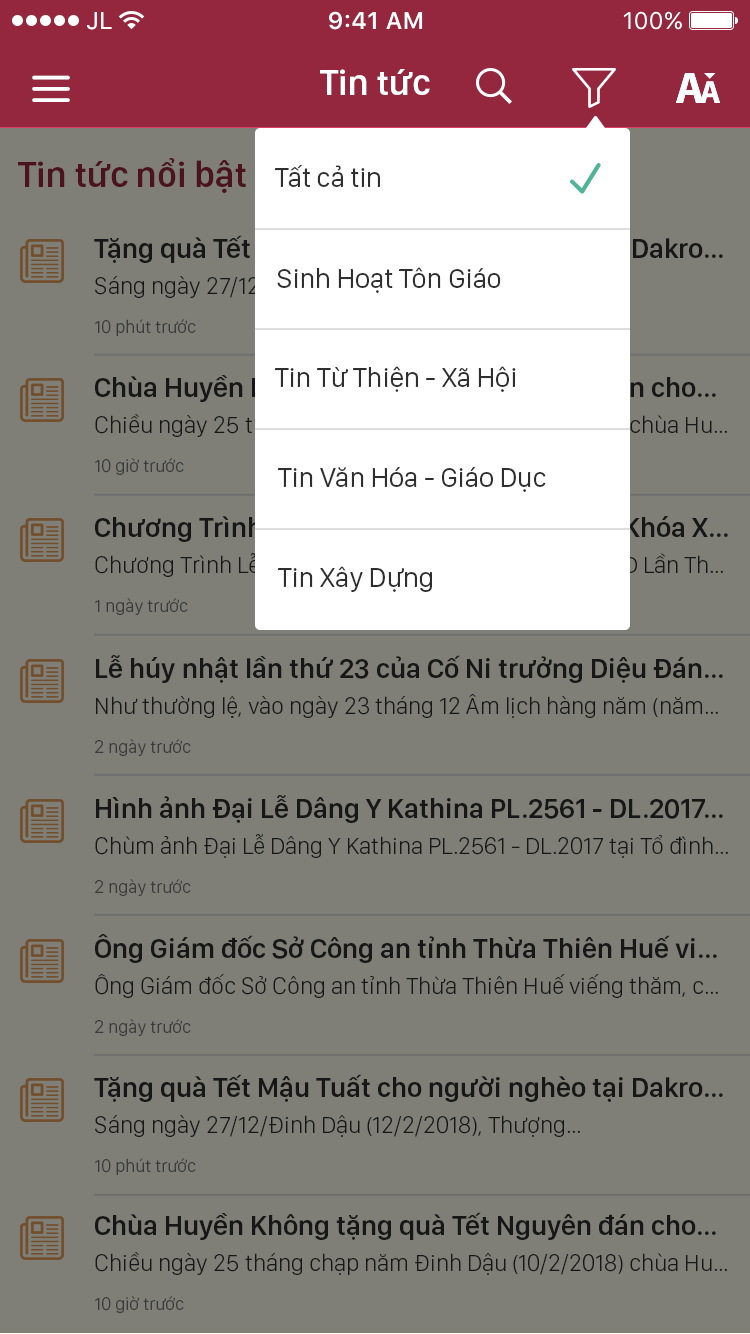 JL 9:41 AM 100%
Tin tức AA
Tin tức nổi bật
Tất cả tin
Sinh Hoạt Tôn Giáo
Tin Từ Thiện - Xã Hội
Tin Văn Hóa - Giáo Dục
Tin Xây Dựng
Tặng quà Tết Dakro...
Sáng ngày 27/12
10 phút trước
Chùa Huyền cho...
Chiều ngày 25 chùa Hu...
10 giờ trước
Chương Trình Khóa X...
Chương Trình Lễ Lần Th...
1 ngày trước
Lễ húy nhật lần thứ 23 của Cố Ni trưởng Diệu Đán...
Như thường lệ, vào ngày 23 tháng 12 Âm lịch hàng năm (năm...
2 ngày trước
Hình ảnh Đại Lễ Dâng Y Kathina PL.2561 - DL.2017...
Chùm ảnh Đại Lễ Dâng Y Kathina PL.2561 - DL.2017 tại Tổ đình...
2 ngày trước
Ông Giám đốc Sở Công an tỉnh Thừa Thiên Huế vi...
Ông Giám đốc Sở Công an tỉnh Thừa Thiên Huế viếng thăm, c...
2 ngày trước
Tặng quà Tết Mậu Tuất cho người nghèo tại Dakro...
Sáng ngày 27/12/Đinh Dậu (12/2/2018), Thượng...
10 phút trước
Chùa Huyền Không tặng quà Tết Nguyên đán cho...
Chiều ngày 25 tháng chạp năm Đinh Dậu (10/2/2018) chùa Hu...
10 giờ trước